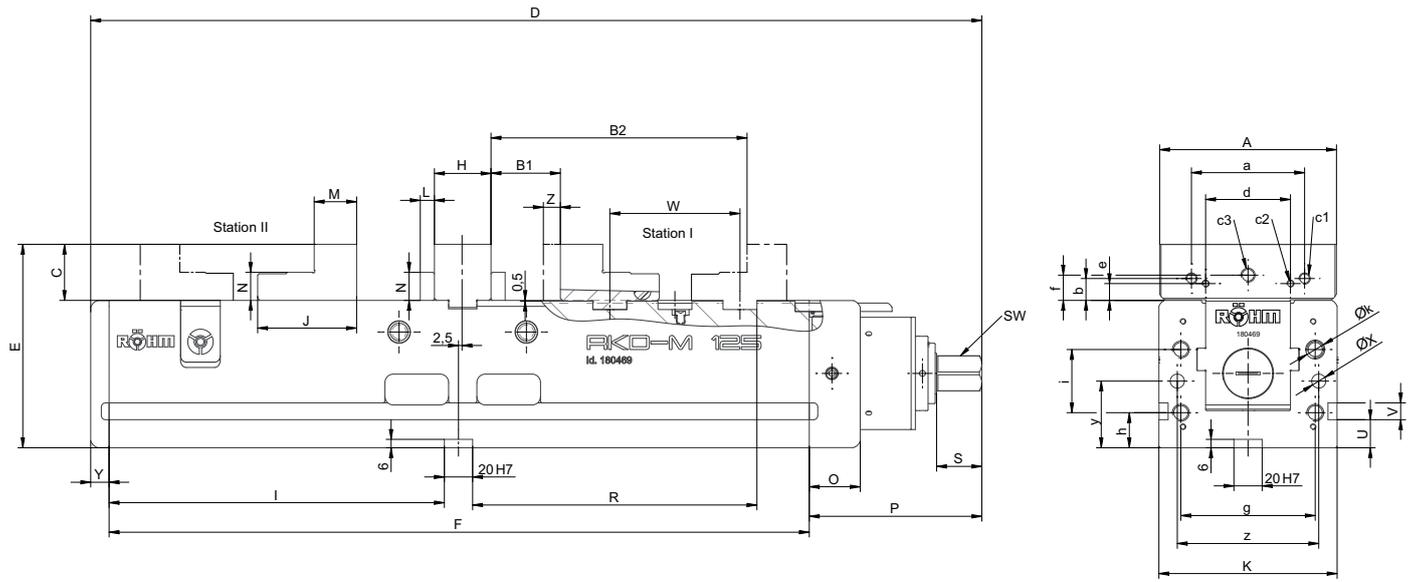 D
B2
H
B1
L
Z
W
M
Station II
Station I
C
N
N
0,5
J
E
2,5
RÖHM
RKD-M 125
Id. 180469
SW
6
20 H7
Y
I
R
O
S
P
F
A
a
d
c3
c2
c1
e
f
b
RÖHM
180469
Øk
ØX
i
y
h
V
U
6
20 H7
g
z
K